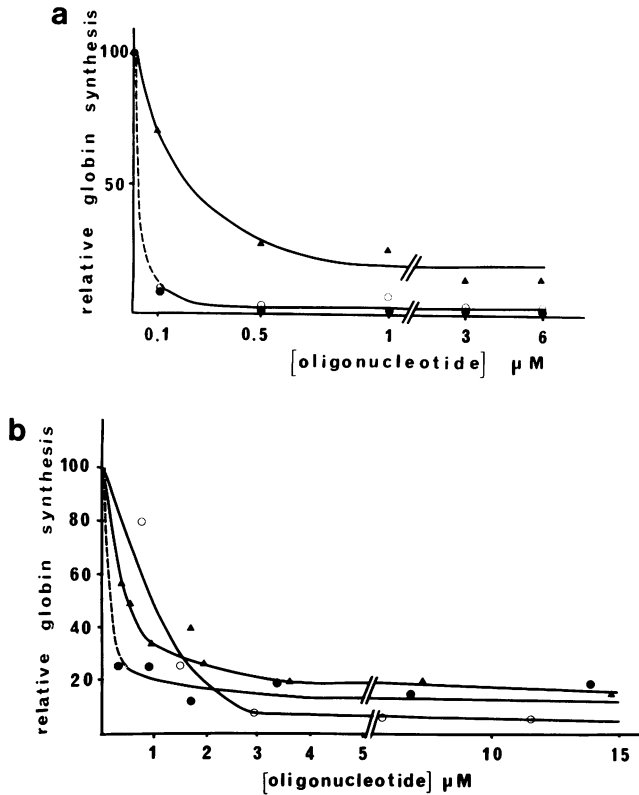 a
relative globin synthesis
100
50
0.1 0.5 1 3 6
[oligonucleotide] μM
b
relative globin synthesis
100
80
60
40
20
1 2 3 4 5 10 15
[oligonucleotide] μM